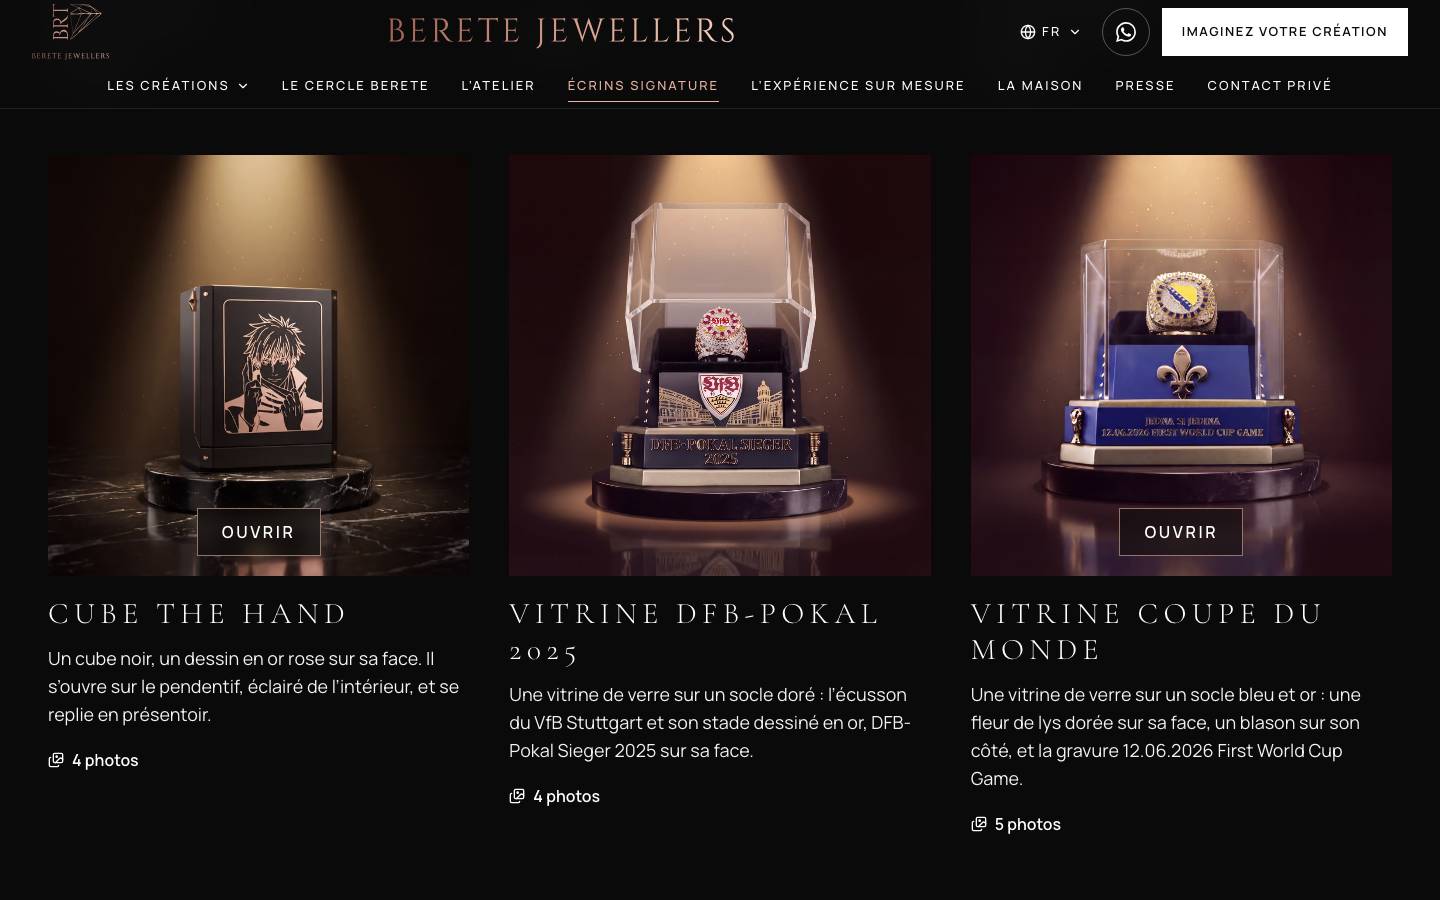 BRT
BERETE JEWELLERS
BERETE JEWELLERS
FR
IMAGINEZ VOTRE CRÉATION
LES CRÉATIONS
LE CERCLE BERETE
L'ATELIER
ÉCRINS SIGNATURE
L'EXPÉRIENCE SUR MESURE
LA MAISON
PRESSE
CONTACT PRIVÉ
VfB
DFB-POKAL SIEGER
2025
JEDNA SI JEDINA
12.06.2026 FIRST WORLD CUP GAME
OUVRIR
OUVRIR
CUBE THE HAND
Un cube noir, un dessin en or rose sur sa face. Il
s’ouvre sur le pendentif, éclairé de l’intérieur, et se
replie en présentoir.
4 photos
VITRINE DFB-POKAL
2025
Une vitrine de verre sur un socle doré : l’écusson
du VfB Stuttgart et son stade dessiné en or, DFB-
Pokal Sieger 2025 sur sa face.
4 photos
VITRINE COUPE DU
MONDE
Une vitrine de verre sur un socle bleu et or : une
fleur de lys dorée sur sa face, un blason sur son
côté, et la gravure 12.06.2026 First World Cup
Game.
5 photos